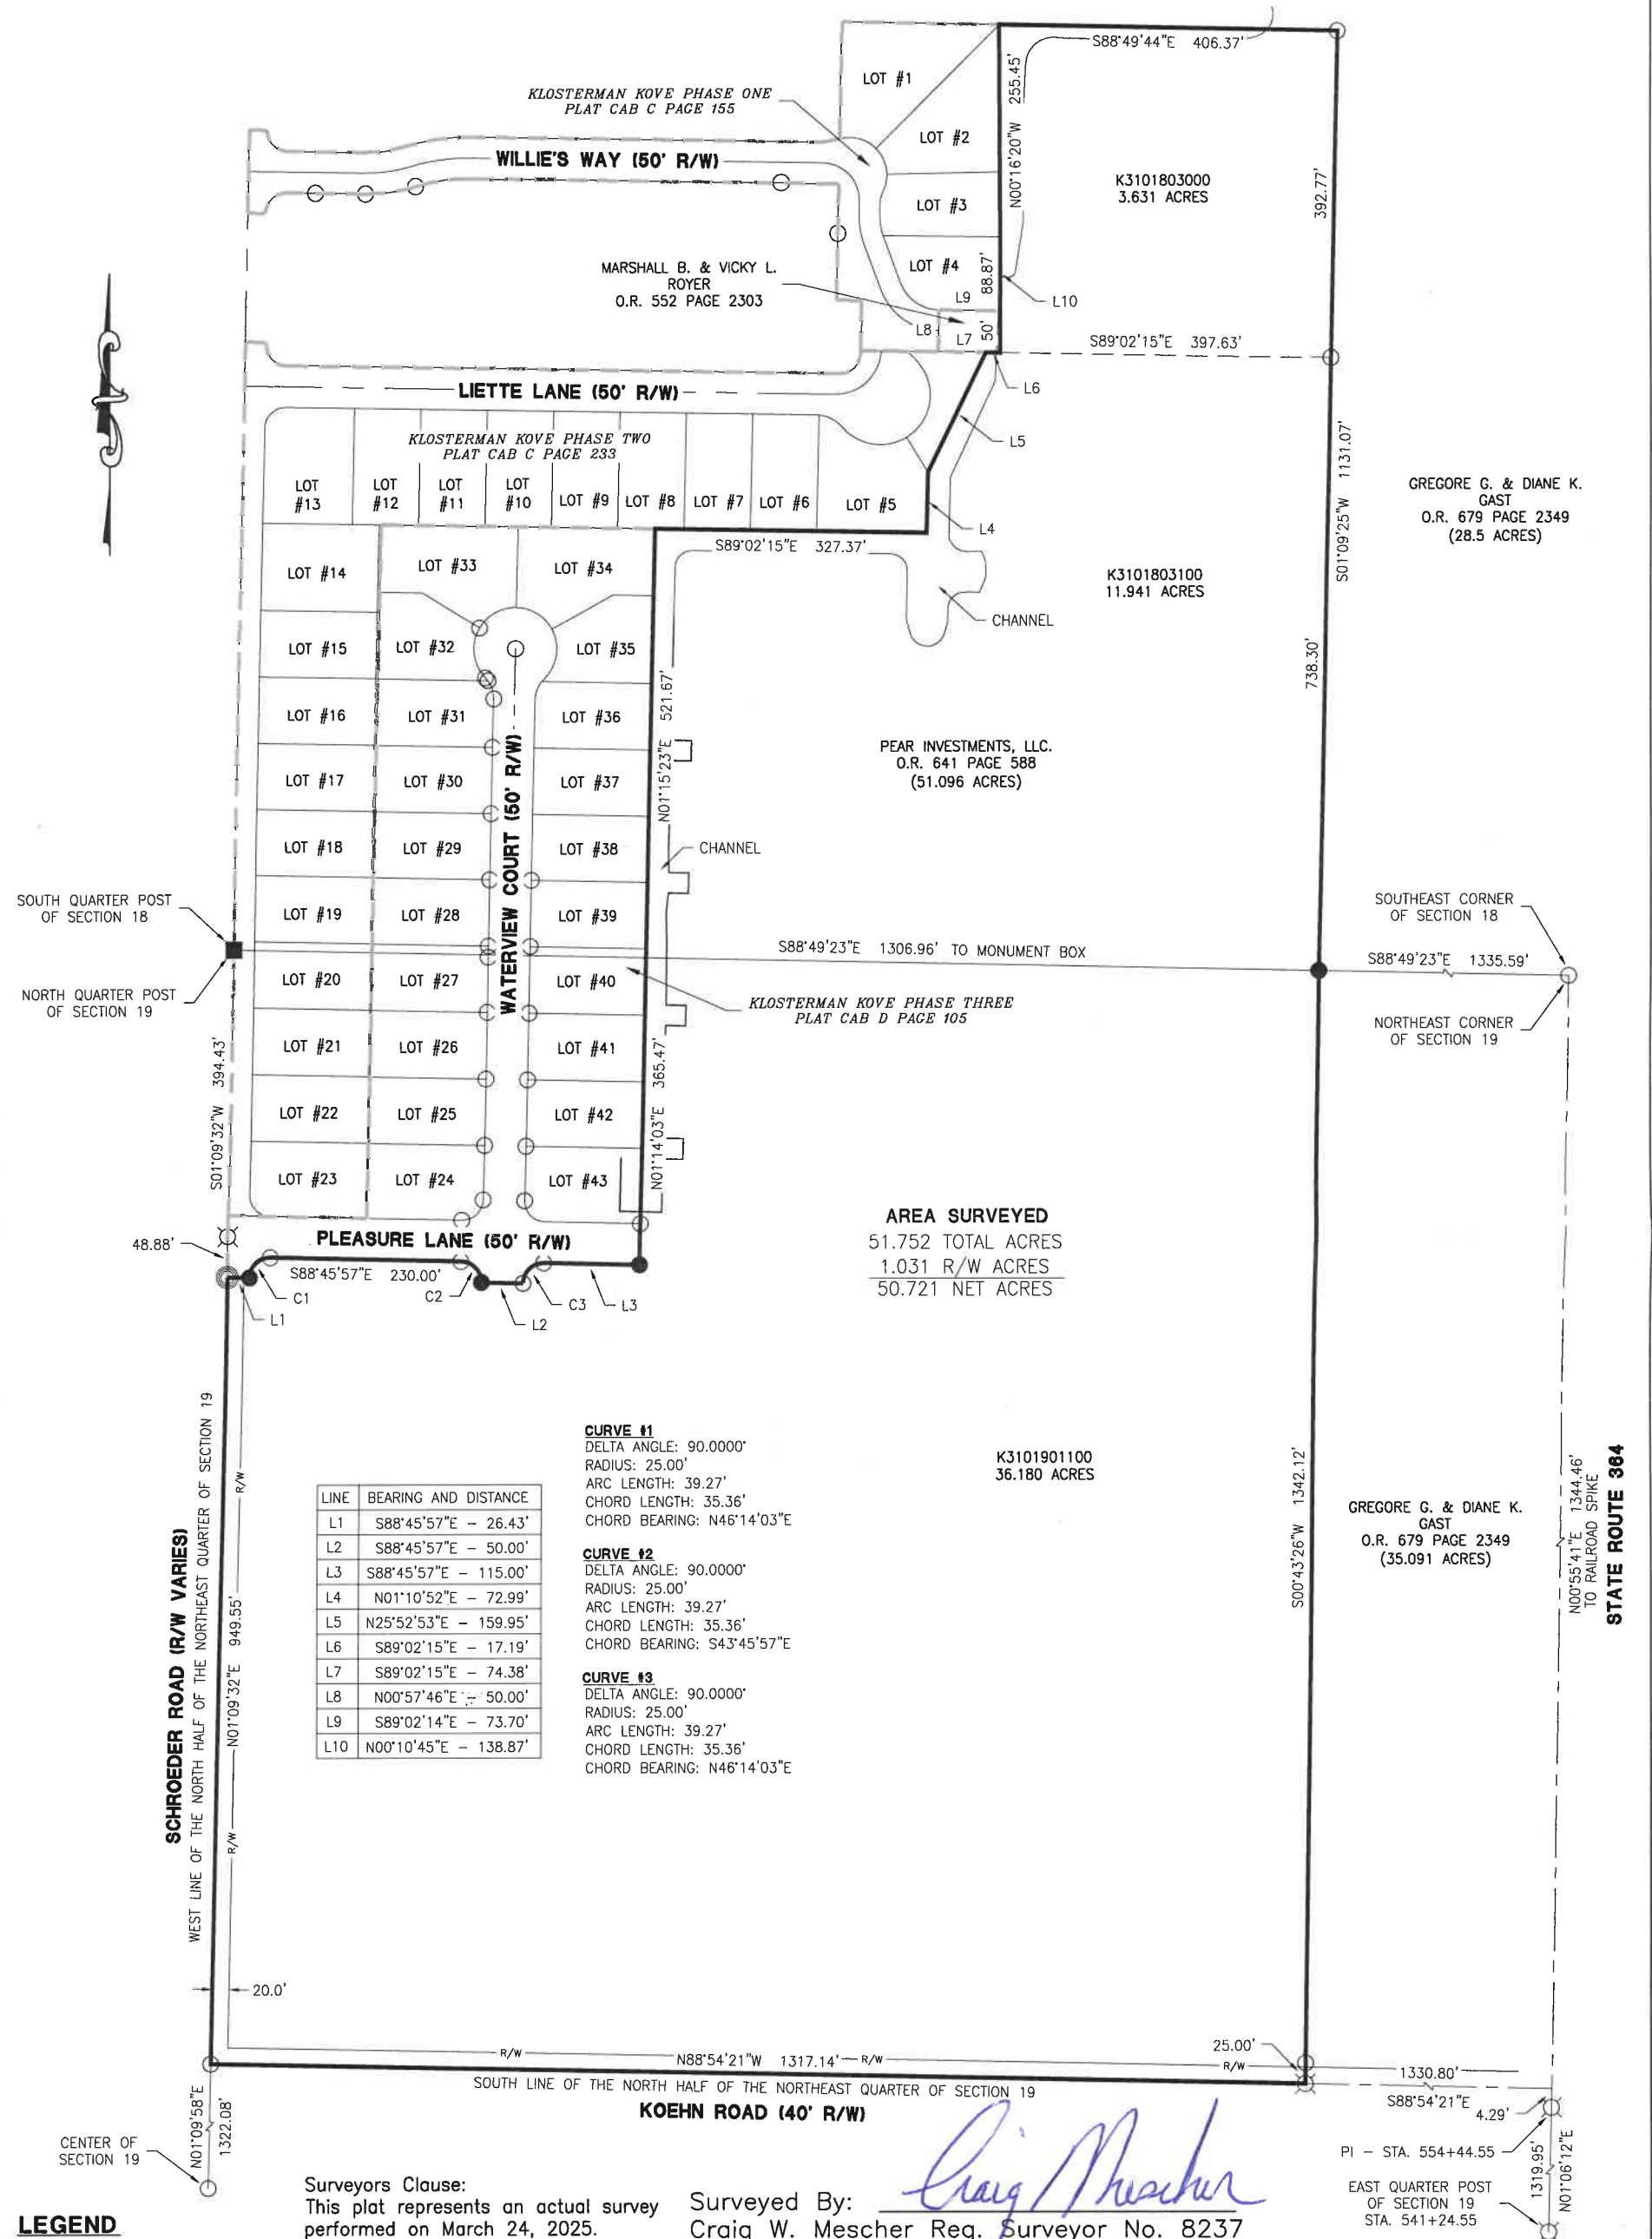 S88°49'44"E 406.37'
LOT #1
KLOSTERMAN KOVE PHASE ONE
PLAT CAB C PAGE 155
N00°16'20"W 255.45'
LOT #2
WILLIE'S WAY (50' R/W)
K3101803000
3.631 ACRES
392.77'
LOT #3
MARSHALL B. & VICKY L.
ROYER
O.R. 552 PAGE 2303
LOT #4
88.87'
L9
L10
L8
L7
50'
S89°02'15"E 397.63'
L6
LIETTE LANE (50' R/W)
L5
KLOSTERMAN KOVE PHASE TWO
PLAT CAB C PAGE 233
LOT
#13
LOT
#12
LOT
#11
LOT
#10
LOT #9
LOT #8
LOT #7
LOT #6
LOT #5
L4
S01°09'25"W 1131.07'
GREGORE G. & DIANE K.
GAST
O.R. 679 PAGE 2349
(28.5 ACRES)
S89°02'15"E 327.37'
LOT #14
LOT #33
LOT #34
K3101803100
11.941 ACRES
CHANNEL
LOT #15
LOT #32
LOT #35
738.30'
LOT #16
LOT #31
LOT #36
N01°15'23"E 521.67'
PEAR INVESTMENTS, LLC.
O.R. 641 PAGE 588
(51.096 ACRES)
LOT #17
LOT #30
LOT #37
WATERVIEW COURT (50' R/W)
LOT #18
LOT #29
LOT #38
CHANNEL
SOUTH QUARTER POST
OF SECTION 18
LOT #19
LOT #28
LOT #39
SOUTHEAST CORNER
OF SECTION 18
S88°49'23"E 1306.96' TO MONUMENT BOX
S88°49'23"E 1335.59'
NORTH QUARTER POST
OF SECTION 19
LOT #20
LOT #27
LOT #40
KLOSTERMAN KOVE PHASE THREE
PLAT CAB D PAGE 105
NORTHEAST CORNER
OF SECTION 19
S01°09'32"W 394.43'
LOT #21
LOT #26
LOT #41
N01°14'03"E 365.47'
LOT #22
LOT #25
LOT #42
LOT #23
LOT #24
LOT #43
AREA SURVEYED
51.752 TOTAL ACRES
1.031 R/W ACRES
50.721 NET ACRES
48.88'
PLEASURE LANE (50' R/W)
S88°45'57"E 230.00'
C1
C2
C3
L3
L1
L2
SCHROEDER ROAD (R/W VARIES)
WEST LINE OF THE NORTH HALF OF THE NORTHEAST QUARTER OF SECTION 19
R/W
N01°09'32"E 949.55'
R/W
LINE BEARING AND DISTANCE
L1 S88°45'57"E - 26.43'
L2 S88°45'57"E - 50.00'
L3 S88°45'57"E - 115.00'
L4 N01°10'52"E - 72.99'
L5 N25°52'53"E - 159.95'
L6 S89°02'15"E - 17.19'
L7 S89°02'15"E - 74.38'
L8 N00°57'46"E - 50.00'
L9 S89°02'14"E - 73.70'
L10 N00°10'45"E - 138.87'
CURVE #1
DELTA ANGLE: 90.0000°
RADIUS: 25.00'
ARC LENGTH: 39.27'
CHORD LENGTH: 35.36'
CHORD BEARING: N46°14'03"E
CURVE #2
DELTA ANGLE: 90.0000°
RADIUS: 25.00'
ARC LENGTH: 39.27'
CHORD LENGTH: 35.36'
CHORD BEARING: S43°45'57"E
CURVE #3
DELTA ANGLE: 90.0000°
RADIUS: 25.00'
ARC LENGTH: 39.27'
CHORD LENGTH: 35.36'
CHORD BEARING: N46°14'03"E
K3101901100
36.180 ACRES
S00°43'26"W 1342.12'
GREGORE G. & DIANE K.
GAST
O.R. 679 PAGE 2349
(35.091 ACRES)
N00°55'41"E 1344.46'
TO RAILROAD SPIKE
STATE ROUTE 364
20.0'
R/W
N88°54'21"W 1317.14'
R/W
25.00'
R/W
SOUTH LINE OF THE NORTH HALF OF THE NORTHEAST QUARTER OF SECTION 19
KOEHN ROAD (40' R/W)
1330.80'
S88°54'21"E
4.29'
N01°09'58"E
1322.08'
CENTER OF
SECTION 19
PI - STA. 554+44.55
EAST QUARTER POST
OF SECTION 19
STA. 541+24.55
1319.95'
N01°06'12"E
LEGEND
Surveyors Clause:
This plat represents an actual survey
performed on March 24, 2025.
Surveyed By: Craig Mescher
Craig W. Mescher Reg. Surveyor No. 8237